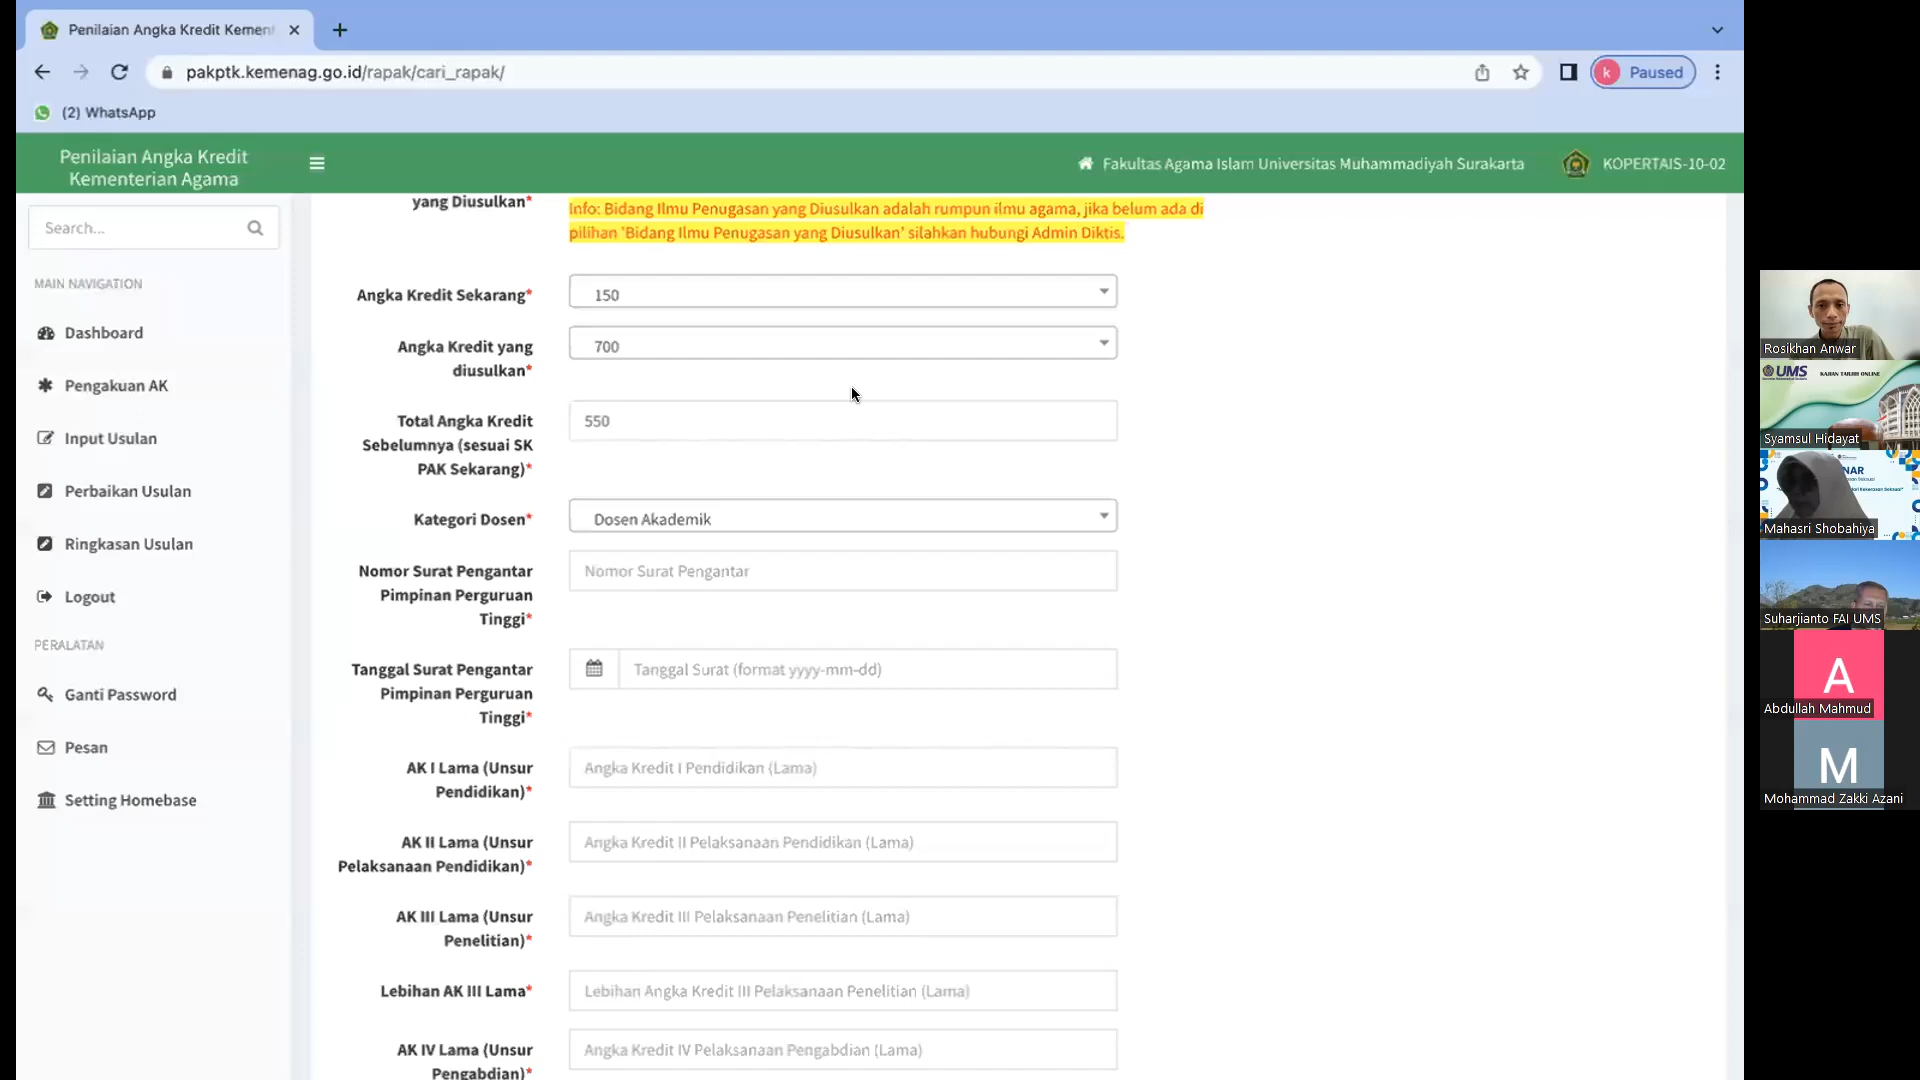 Penilaian Angka Kredit Kement
pakptk.kemenag.go.id/rapak/cari_rapak/
k Paused
(2) WhatsApp
Penilaian Angka Kredit
Kementerian Agama
Fakultas Agama Islam Universitas Muhammadiyah Surakarta
KOPERTAIS-10-02
Search...
MAIN NAVIGATION
Dashboard
Pengakuan AK
Input Usulan
Perbaikan Usulan
Ringkasan Usulan
Logout
PERALATAN
Ganti Password
Pesan
Setting Homebase
yang Diusulkan*
Info: Bidang Ilmu Penugasan yang Diusulkan adalah rumpun ilmu agama, jika belum ada di
pilihan 'Bidang Ilmu Penugasan yang Diusulkan' silahkan hubungi Admin Diktis.
Angka Kredit Sekarang*
150
Angka Kredit yang
diusulkan*
700
Total Angka Kredit
Sebelumnya (sesuai SK
PAK Sekarang)*
550
Kategori Dosen*
Dosen Akademik
Nomor Surat Pengantar
Pimpinan Perguruan
Tinggi*
Nomor Surat Pengantar
Tanggal Surat Pengantar
Pimpinan Perguruan
Tinggi*
Tanggal Surat (format yyyy-mm-dd)
AK I Lama (Unsur
Pendidikan)*
Angka Kredit I Pendidikan (Lama)
AK II Lama (Unsur
Pelaksanaan Pendidikan)*
Angka Kredit II Pelaksanaan Pendidikan (Lama)
AK III Lama (Unsur
Penelitian)*
Angka Kredit III Pelaksanaan Penelitian (Lama)
Lebihan AK III Lama*
Lebihan Angka Kredit III Pelaksanaan Penelitian (Lama)
AK IV Lama (Unsur
Pengabdian)*
Angka Kredit IV Pelaksanaan Pengabdian (Lama)
Rosikhan Anwar
UMS
KAJIAN TARJIH ONLINE
Syamsul Hidayat
NAR
Mahasri Shobahiya
Suharjianto FAI UMS
A
Abdullah Mahmud
M
Mohammad Zakki Azani